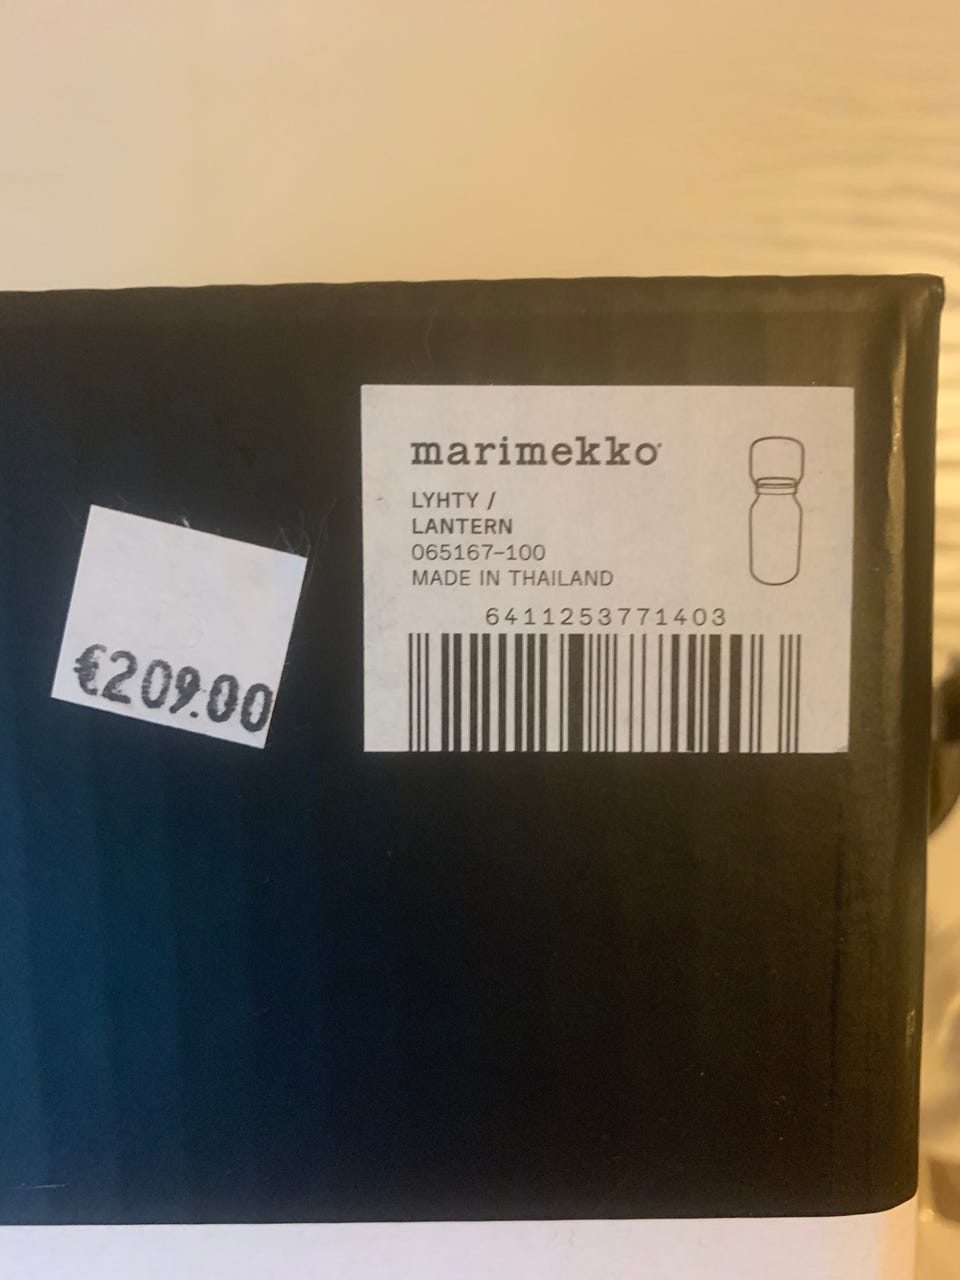 marimekko®
LYHTY /
LANTERN
065167-100
MADE IN THAILAND
6411253771403
€209.00